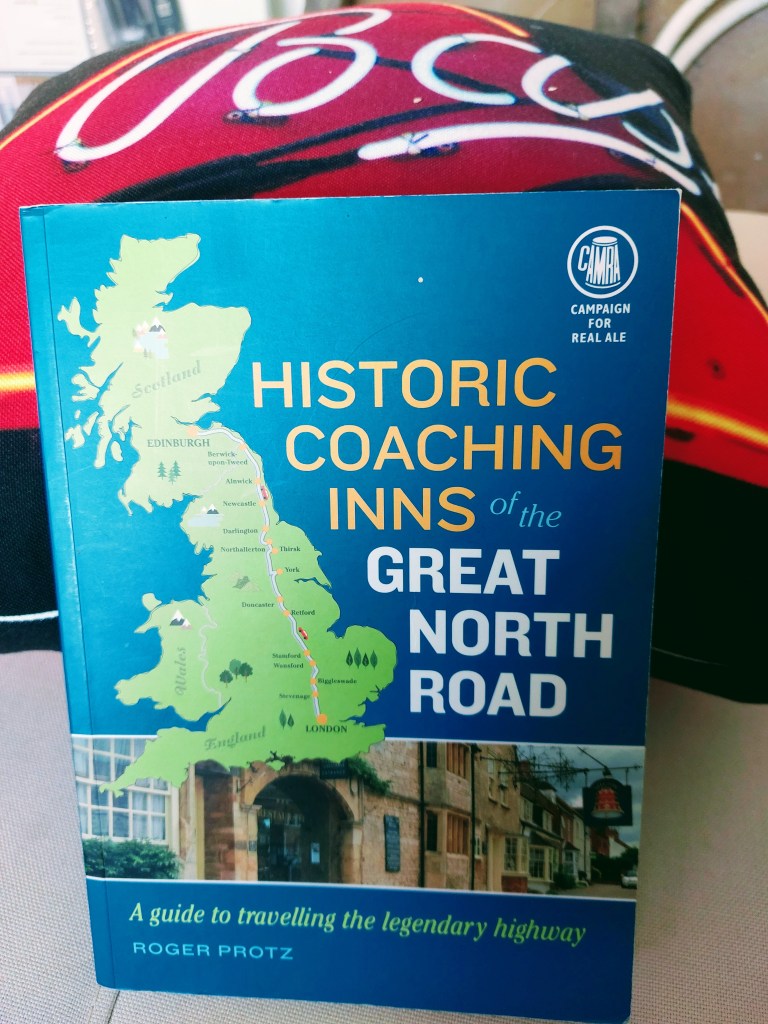 CAMRA
CAMPAIGN
FOR
REAL ALE
HISTORIC
COACHING
INNS of the
GREAT
NORTH
ROAD
Scotland
EDINBURGH
Berwick-
upon-Tweed
Alnwick
Newcastle
Darlington
Northallerton Thirsk
York
Doncaster
Retford
Stamford
Wansford
Biggleswade
Stevenage
Wales
England
LONDON
A guide to travelling the legendary highway
ROGER PROTZ